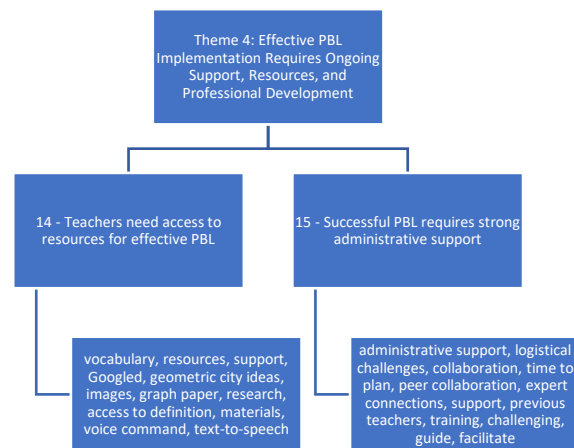 Theme 4: Effective PBL
Implementation Requires Ongoing
Support, Resources, and
Professional Development
14 - Teachers need access to
resources for effective PBL
15 - Successful PBL requires strong
administrative support
vocabulary, resources, support,
Googled, geometric city ideas,
images, graph paper, research,
access to definition, materials,
voice command, text-to-speech
administrative support, logistical
challenges, collaboration, time to
plan, peer collaboration, expert
connections, support, previous
teachers, training, challenging,
guide, facilitate